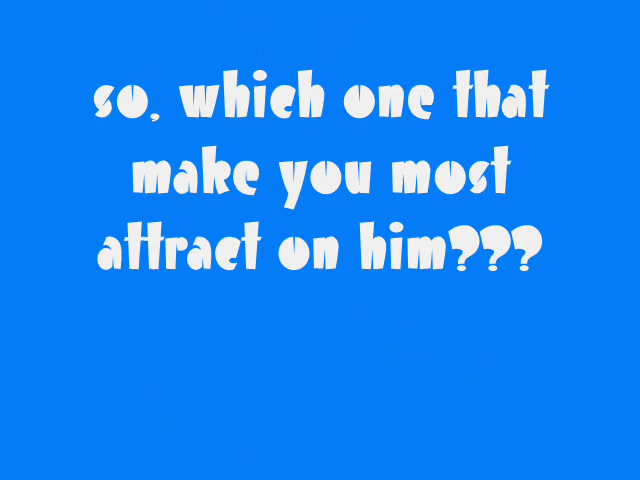 so, which one that
make you most
attract on him???